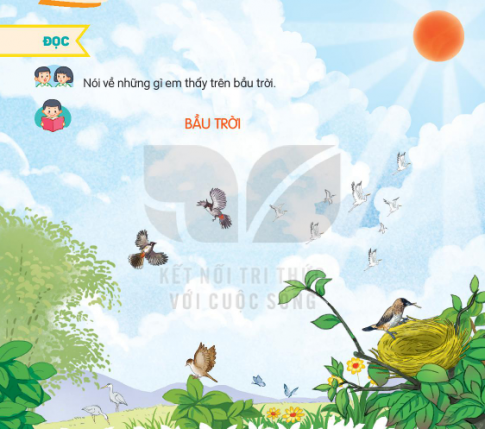 ĐỌC
Nói về những gì em thấy trên bầu trời.
BẦU TRỜI
KẾT NỐI TRI THỨC
VỚI CUỘC SỐNG